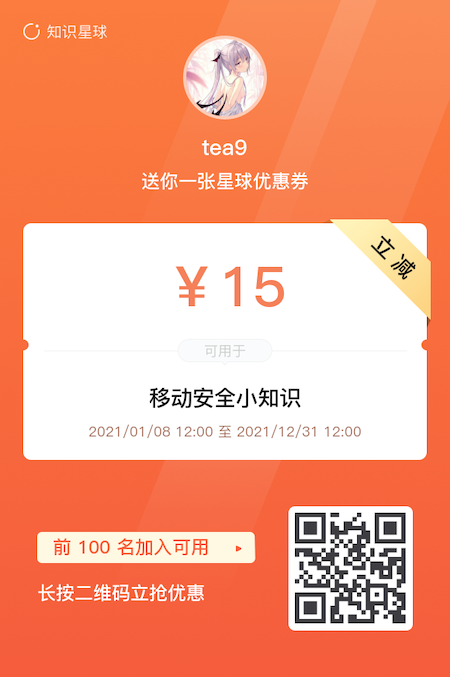 知识星球
tea9
送你一张星球优惠券
立减
¥ 15
可用于
移动安全小知识
2021/01/08 12:00 至 2021/12/31 12:00
前 100 名加入可用
长按二维码立抢优惠